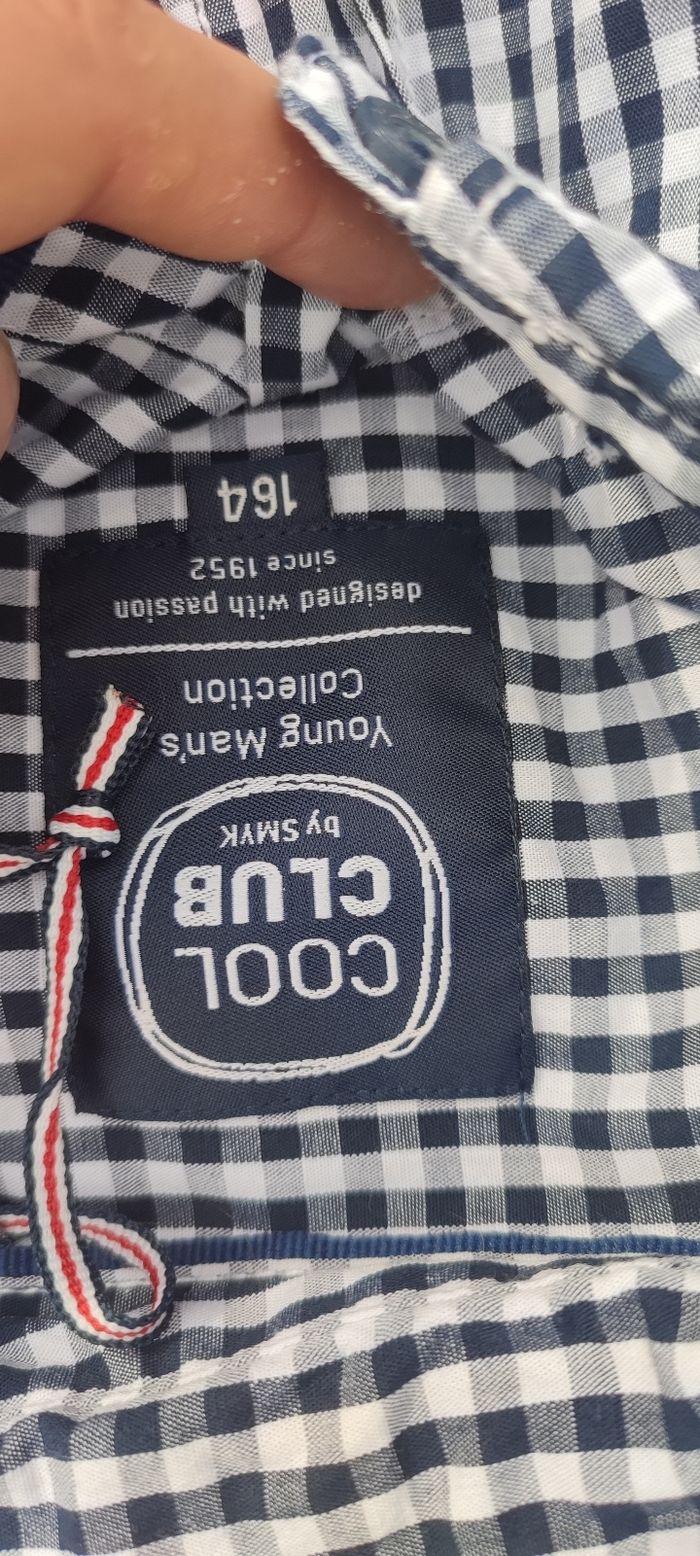 COOL
CLUB
by SMYK
Young Man's
Collection
designed with passion
since 1952
164